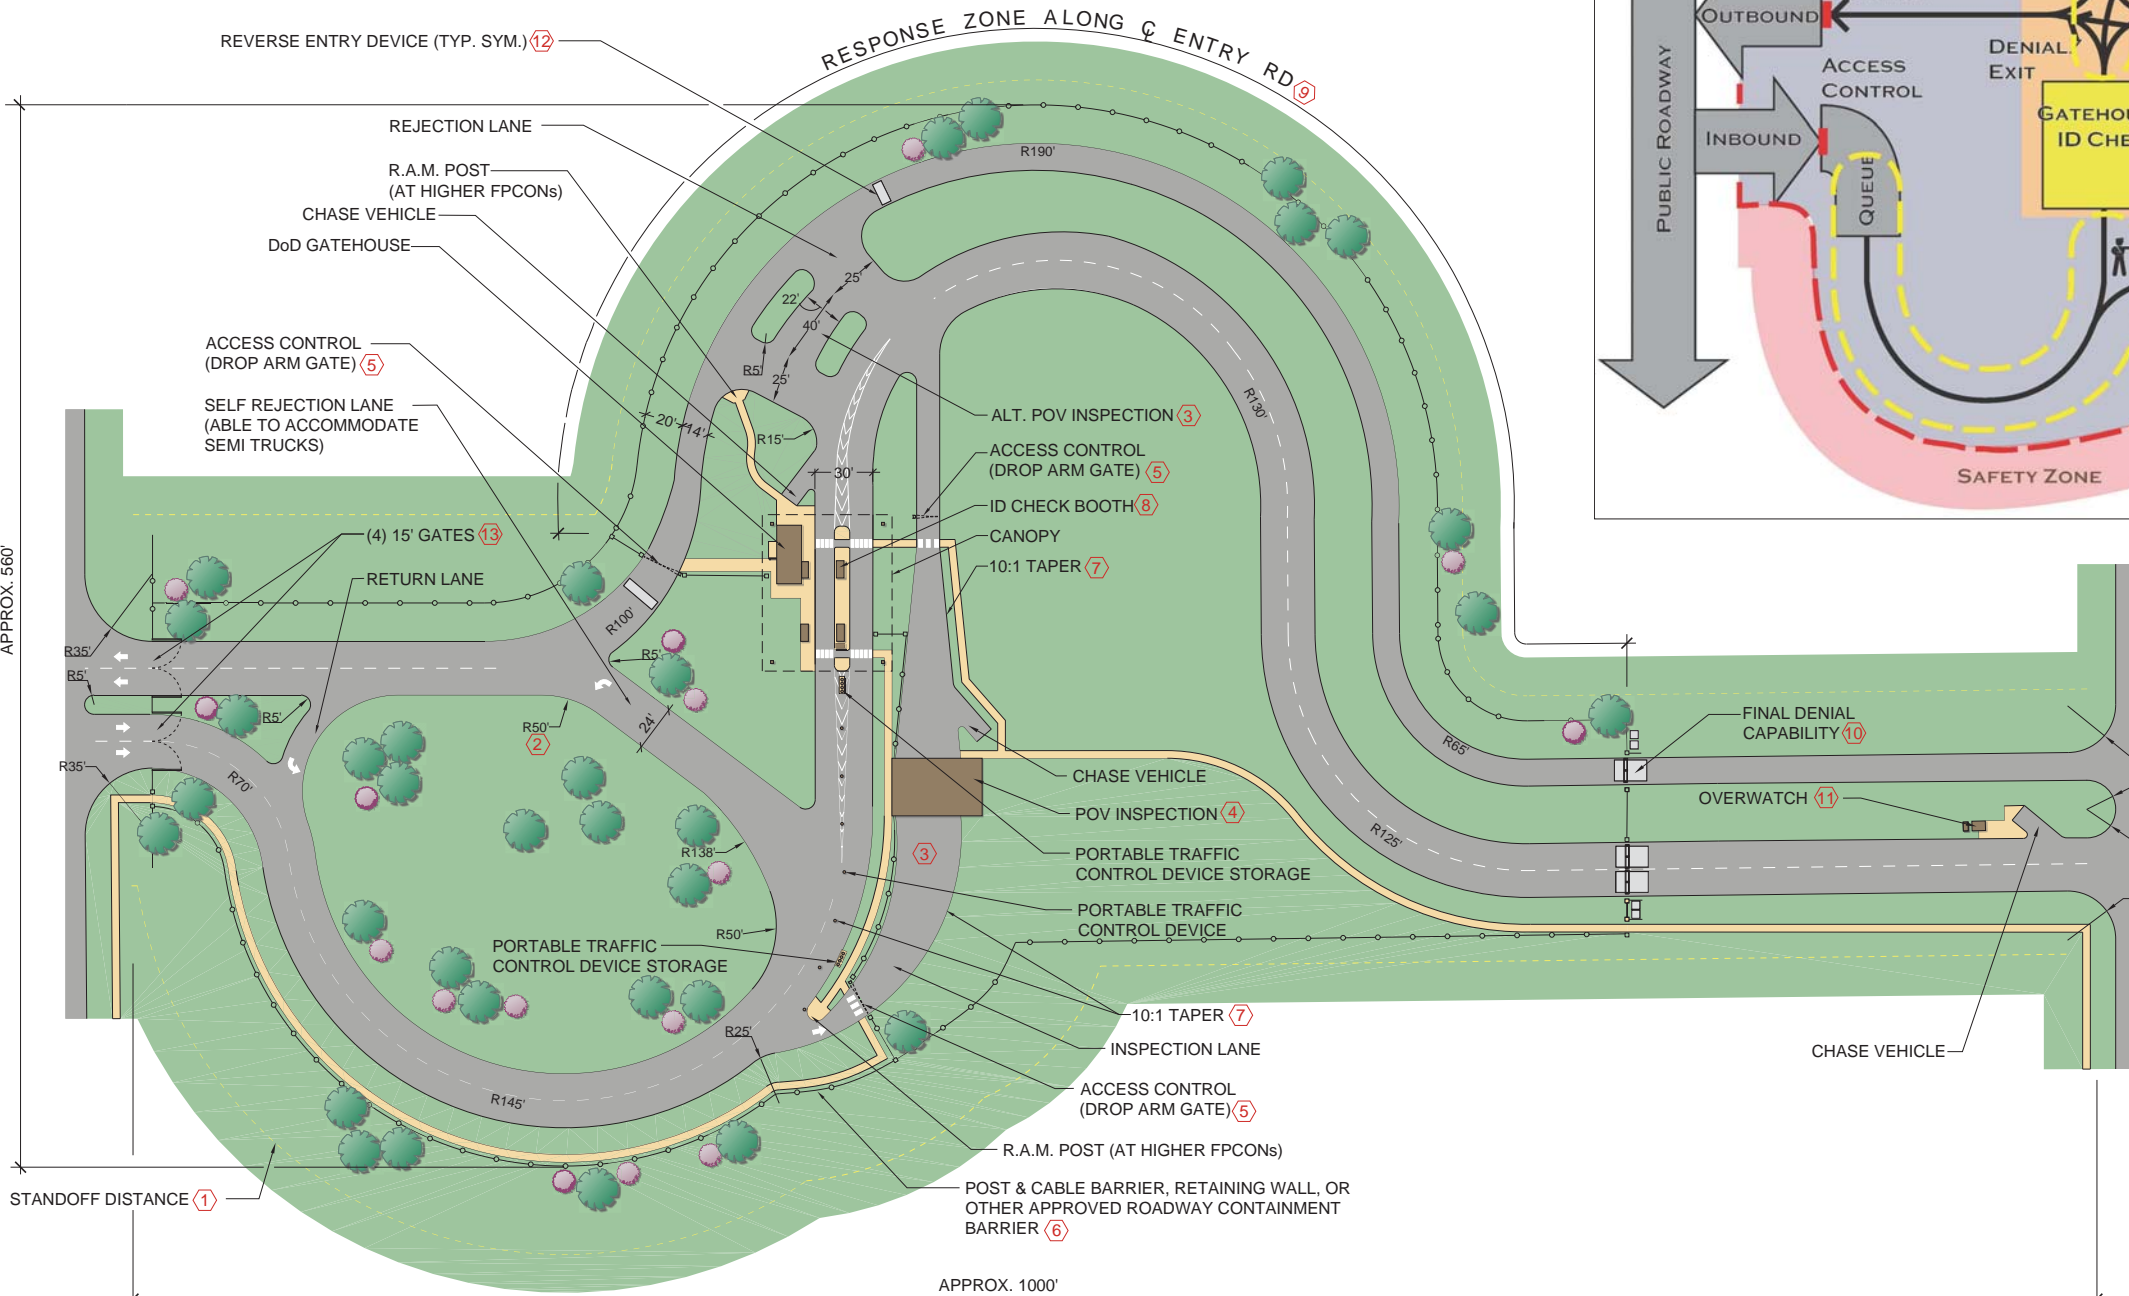 RESPONSE ZONE ALONG ℄ ENTRY RD 9
REVERSE ENTRY DEVICE (TYP. SYM.) 12
REJECTION LANE
R.A.M. POST
(AT HIGHER FPCONs)
CHASE VEHICLE
DoD GATEHOUSE
ACCESS CONTROL
(DROP ARM GATE) 5
SELF REJECTION LANE
(ABLE TO ACCOMMODATE
SEMI TRUCKS)
(4) 15' GATES 13
RETURN LANE
APPROX. 560'
R190'
25'
22'
40'
R5'
25'
20'
14'
R15'
30'
R130'
ALT. POV INSPECTION 3
ACCESS CONTROL
(DROP ARM GATE) 5
ID CHECK BOOTH 8
CANOPY
10:1 TAPER 7
R35'
R5'
R5'
R35'
R70'
R100'
R5'
R50'
2
24'
R138'
R50'
R25'
R145'
3
R65'
R125'
CHASE VEHICLE
POV INSPECTION 4
PORTABLE TRAFFIC
CONTROL DEVICE STORAGE
PORTABLE TRAFFIC
CONTROL DEVICE
PORTABLE TRAFFIC
CONTROL DEVICE STORAGE
10:1 TAPER 7
INSPECTION LANE
ACCESS CONTROL
(DROP ARM GATE) 5
R.A.M. POST (AT HIGHER FPCONs)
POST & CABLE BARRIER, RETAINING WALL, OR
OTHER APPROVED ROADWAY CONTAINMENT
BARRIER 6
STANDOFF DISTANCE 1
APPROX. 1000'
FINAL DENIAL
CAPABILITY 10
OVERWATCH 11
CHASE VEHICLE
PUBLIC ROADWAY
OUTBOUND
INBOUND
ACCESS
CONTROL
QUEUE
DENIAL
EXIT
GATEHOU
ID CHE
SAFETY ZONE